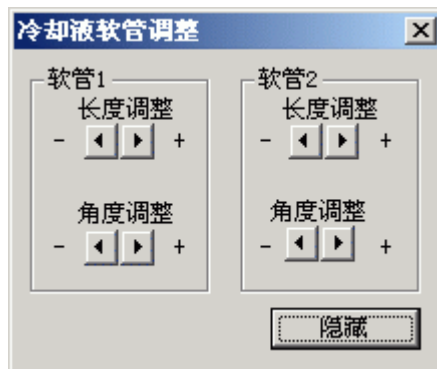 冷却液软管调整
软管1
长度调整
- +
角度调整
- +
软管2
长度调整
- +
角度调整
- +
隐藏